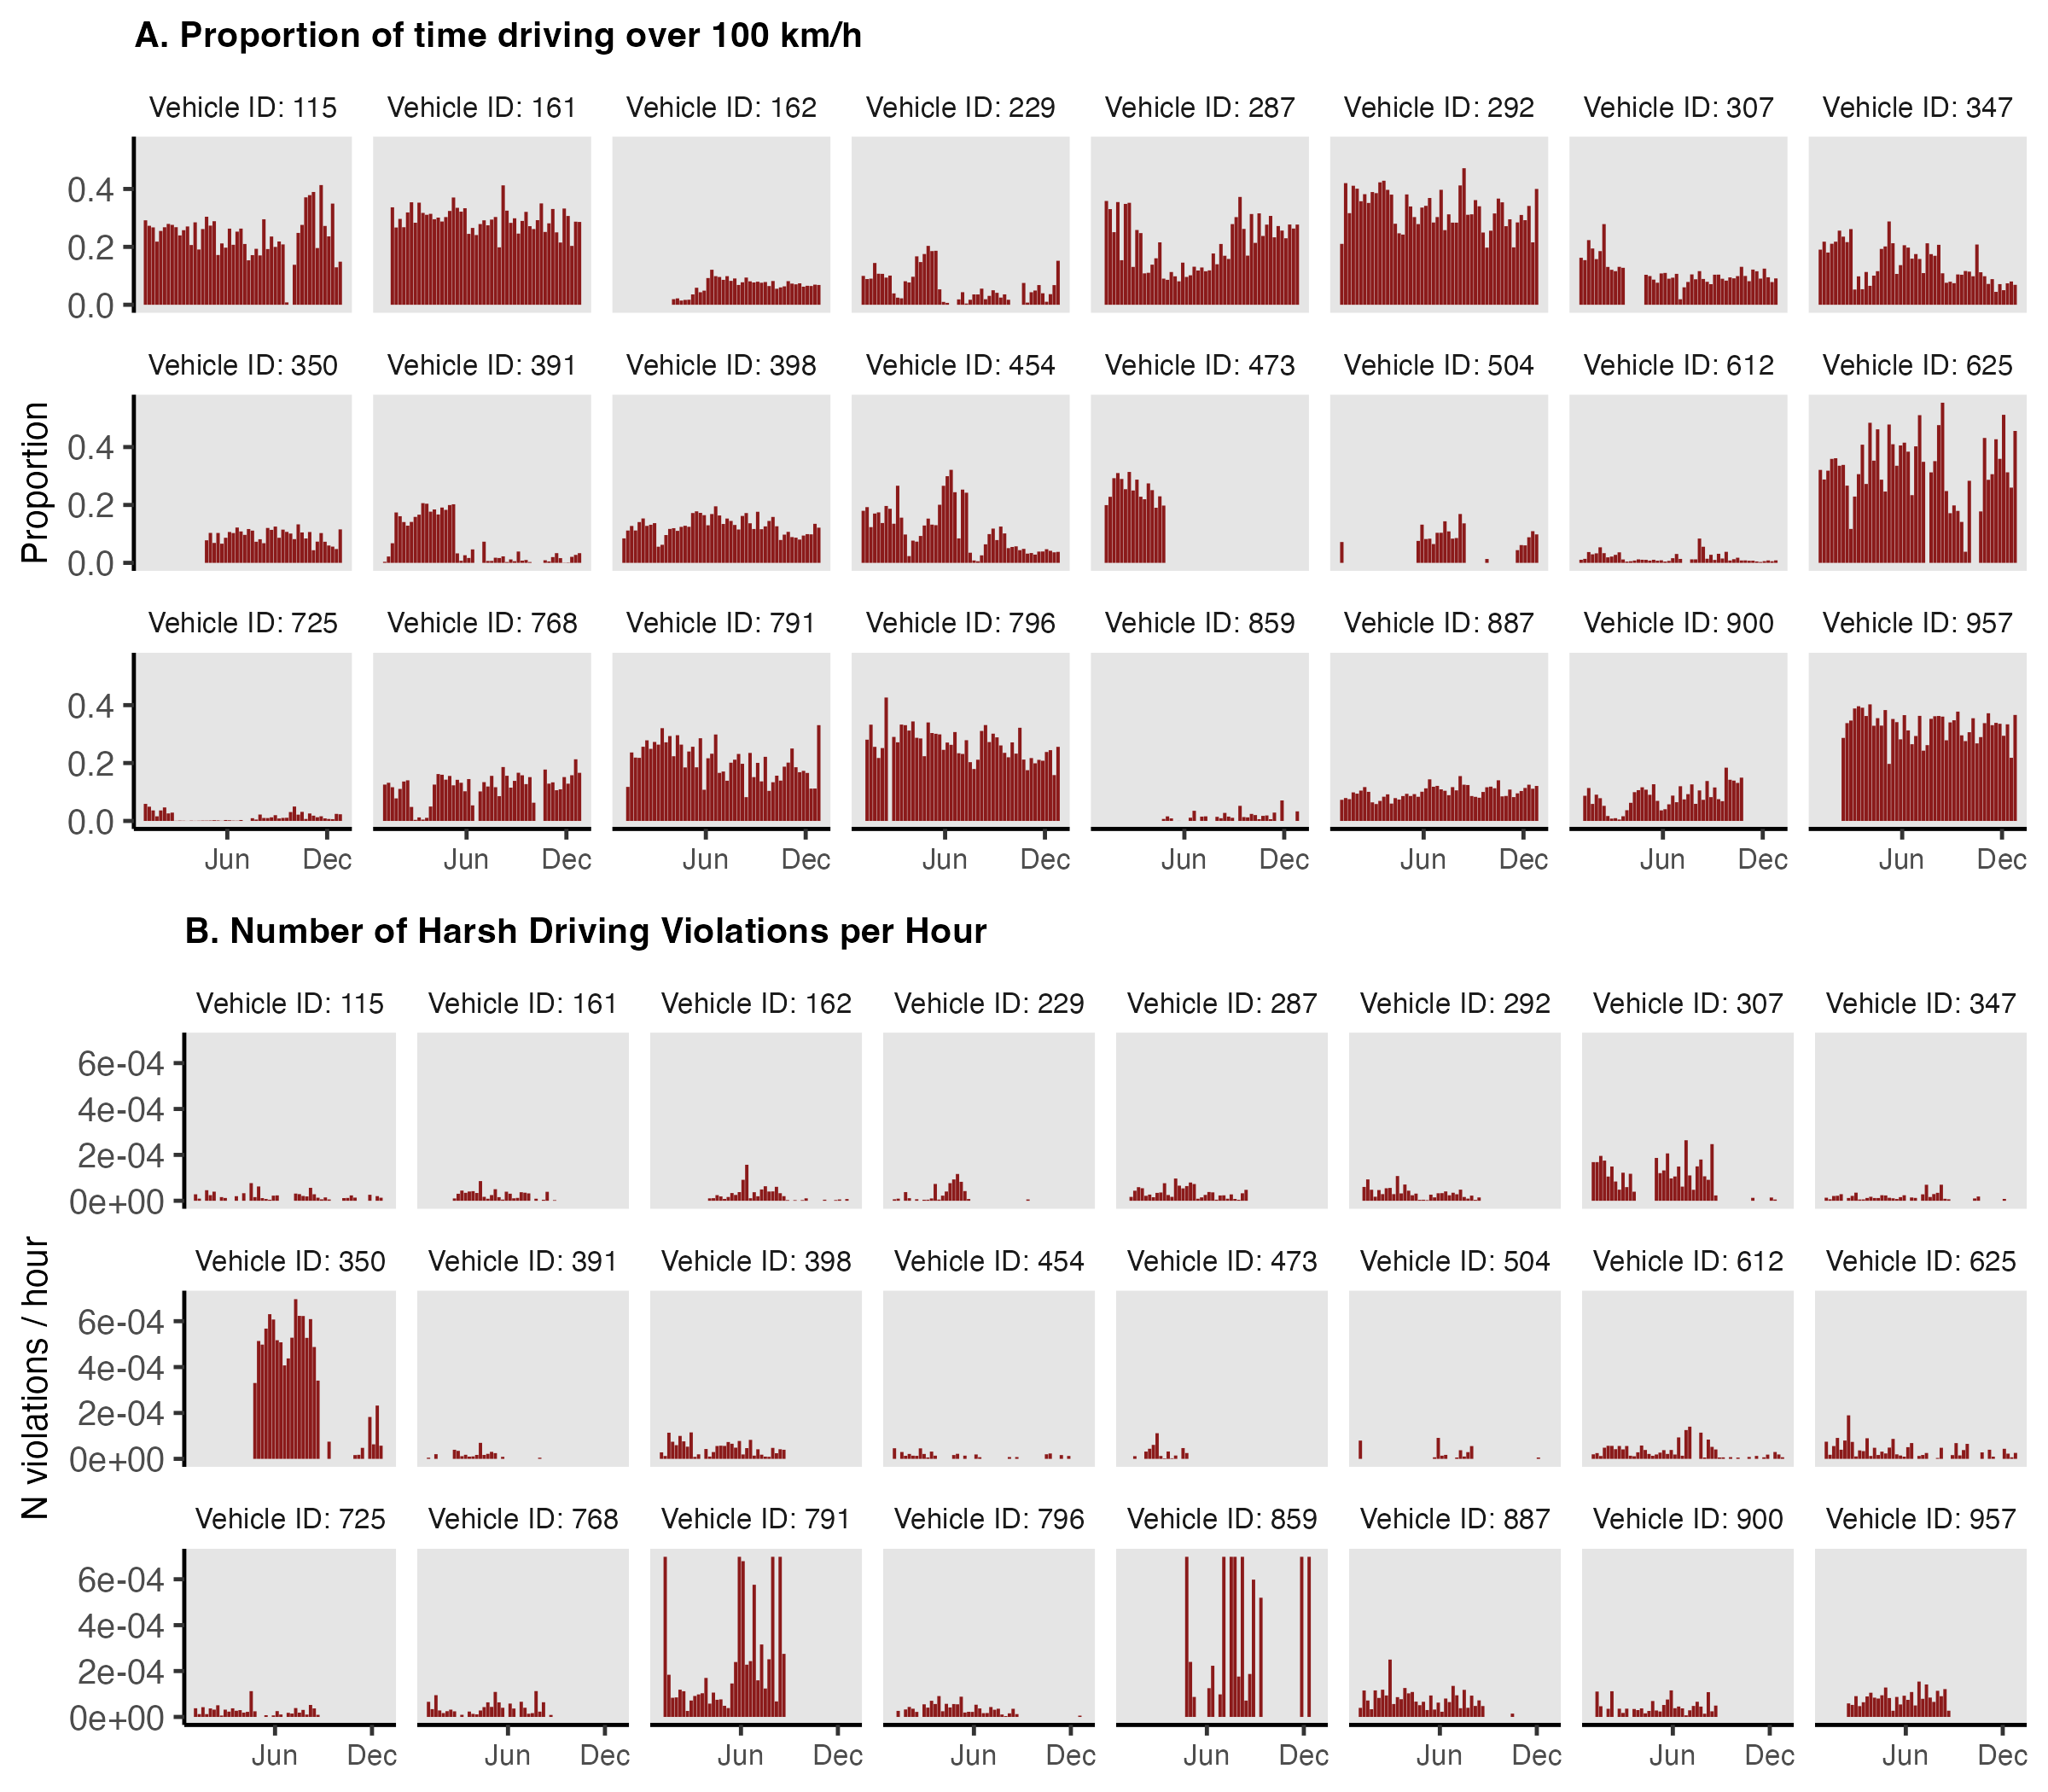 A. Proportion of time driving over 100 km/h
Vehicle ID: 115 Vehicle ID: 161 Vehicle ID: 162 Vehicle ID: 229 Vehicle ID: 287 Vehicle ID: 292 Vehicle ID: 307 Vehicle ID: 347
0.4
0.2
0.0
Vehicle ID: 350 Vehicle ID: 391 Vehicle ID: 398 Vehicle ID: 454 Vehicle ID: 473 Vehicle ID: 504 Vehicle ID: 612 Vehicle ID: 625
Proportion
0.4
0.2
0.0
Vehicle ID: 725 Vehicle ID: 768 Vehicle ID: 791 Vehicle ID: 796 Vehicle ID: 859 Vehicle ID: 887 Vehicle ID: 900 Vehicle ID: 957
0.4
0.2
0.0
Jun Dec Jun Dec Jun Dec Jun Dec Jun Dec Jun Dec Jun Dec Jun Dec
B. Number of Harsh Driving Violations per Hour
Vehicle ID: 115 Vehicle ID: 161 Vehicle ID: 162 Vehicle ID: 229 Vehicle ID: 287 Vehicle ID: 292 Vehicle ID: 307 Vehicle ID: 347
6e-04
4e-04
2e-04
0e+00
Vehicle ID: 350 Vehicle ID: 391 Vehicle ID: 398 Vehicle ID: 454 Vehicle ID: 473 Vehicle ID: 504 Vehicle ID: 612 Vehicle ID: 625
N violations / hour
6e-04
4e-04
2e-04
0e+00
Vehicle ID: 725 Vehicle ID: 768 Vehicle ID: 791 Vehicle ID: 796 Vehicle ID: 859 Vehicle ID: 887 Vehicle ID: 900 Vehicle ID: 957
6e-04
4e-04
2e-04
0e+00
Jun Dec Jun Dec Jun Dec Jun Dec Jun Dec Jun Dec Jun Dec Jun Dec